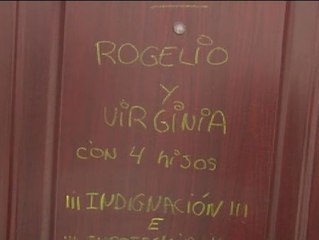 ROGELIO
Y
VIRGINIA
con 4 hijos
¡¡¡ INDIGNACIÓN !!!
E